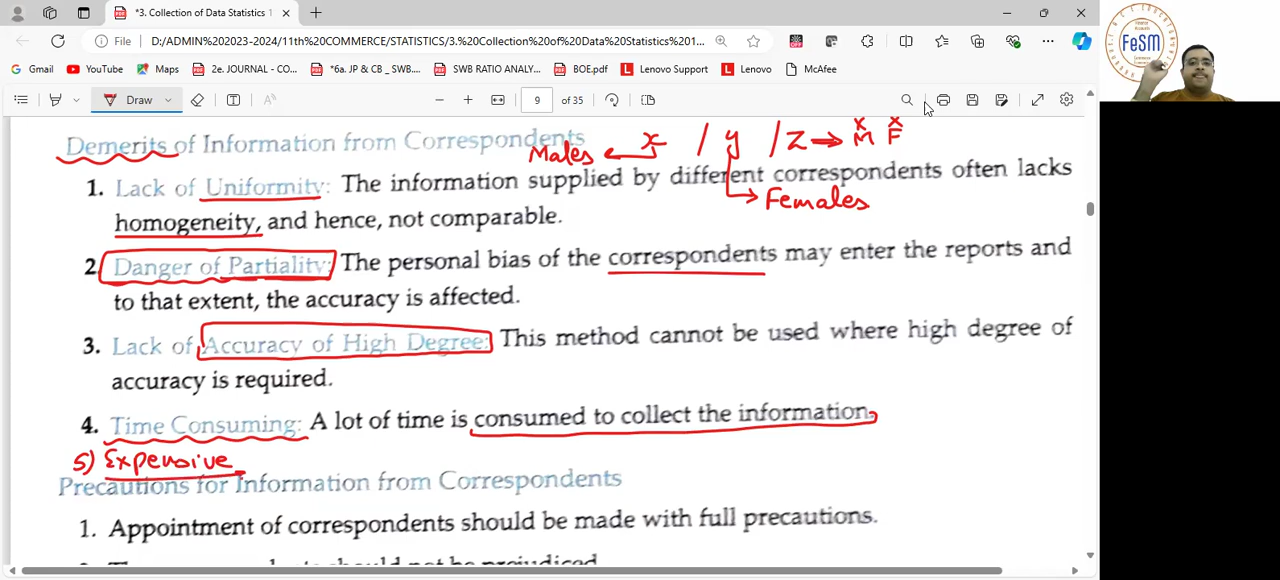 *3. Collection of Data Statistics 1
File D:/ADMIN%202023-2024/11th%20COMMERCE/STATI...%20Collection%20of%20Data%20Statistics%201...
Gmail YouTube Maps 2e. JOURNAL - CO... *6a. JP & CB _SWB.... SWB RATIO ANALY... BOE.pdf Lenovo Support Lenovo McAfee
Draw 9 of 35
FeSM
Demerits of Information from Correspondents x / y / z → M F
Males
1. Lack of Uniformity: The information supplied by different correspondents often lacks
Females
homogeneity, and hence, not comparable.
2. Danger of Partiality: The personal bias of the correspondents may enter the reports and
to that extent, the accuracy is affected.
3. Lack of Accuracy of High Degree: This method cannot be used where high degree of
accuracy is required.
4. Time Consuming: A lot of time is consumed to collect the information.
5) Expensive
Precautions for Information from Correspondents
1. Appointment of correspondents should be made with full precautions.